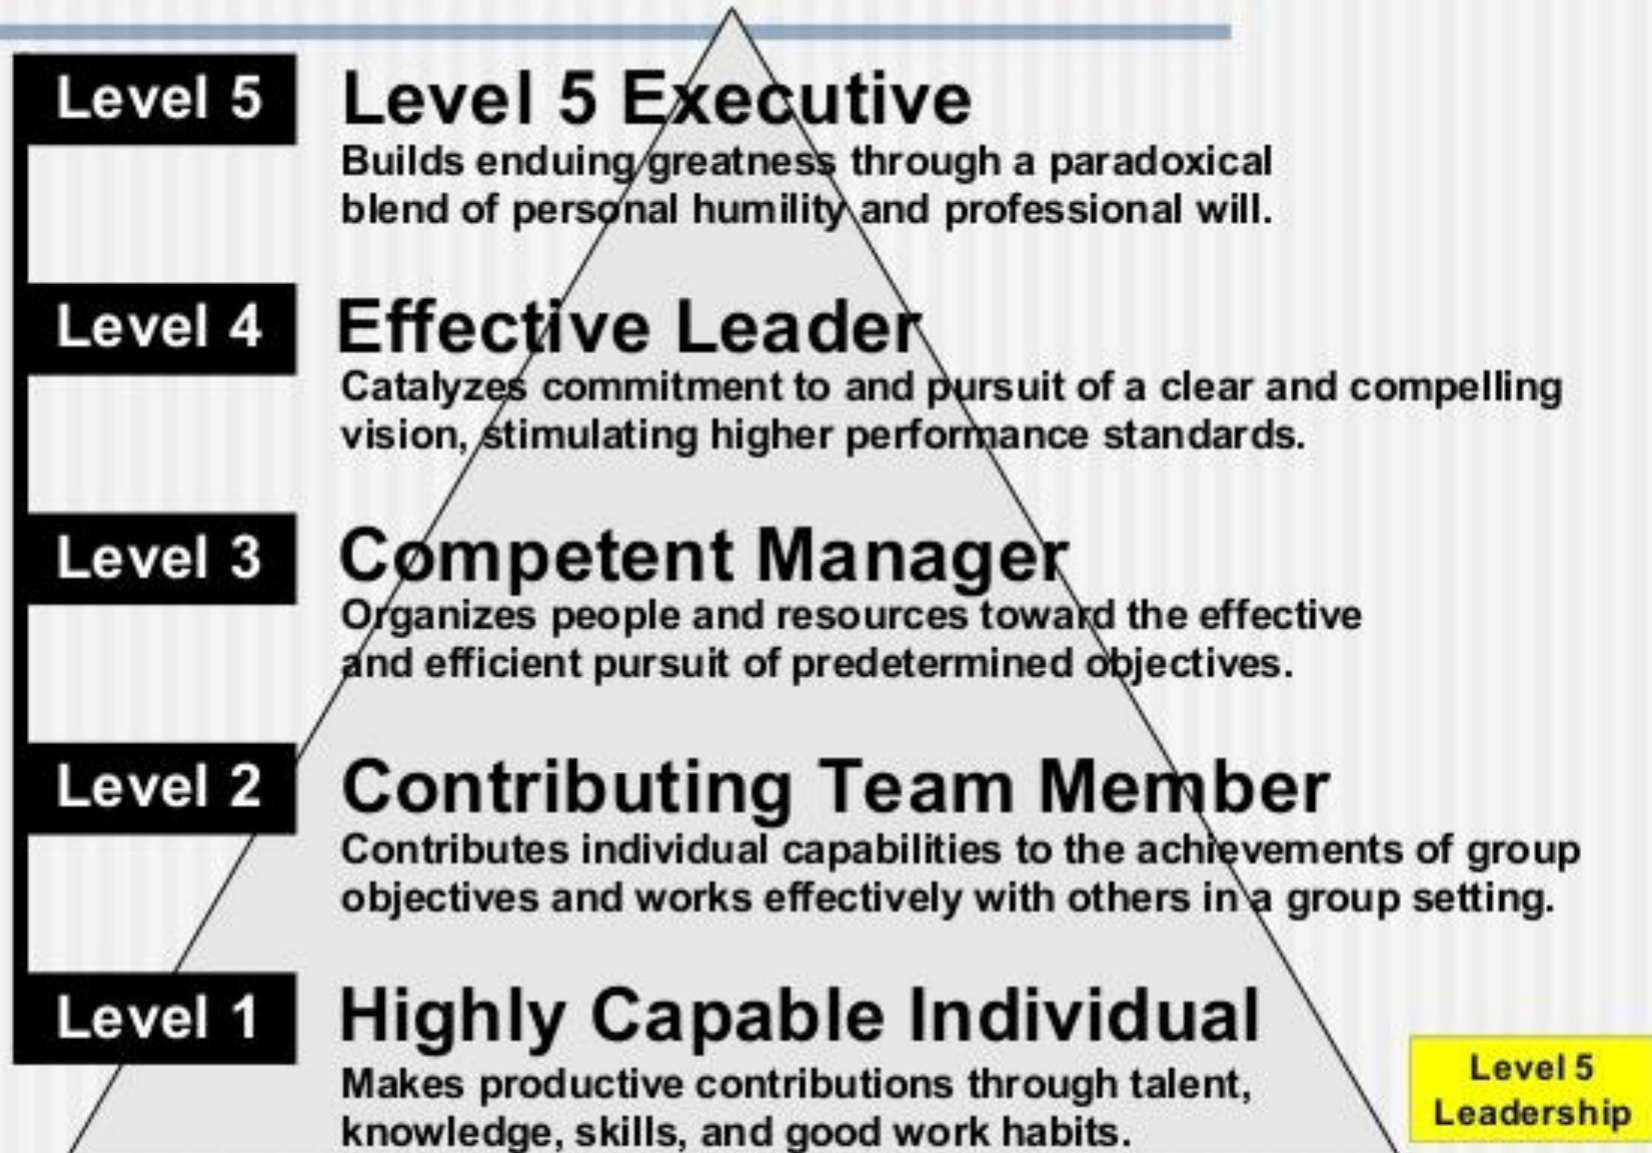 Level 5
Level 5 Executive
Builds enduing greatness through a paradoxical
blend of personal humility and professional will.
Level 4
Effective Leader
Catalyzes commitment to and pursuit of a clear and compelling
vision, stimulating higher performance standards.
Level 3
Competent Manager
Organizes people and resources toward the effective
and efficient pursuit of predetermined objectives.
Level 2
Contributing Team Member
Contributes individual capabilities to the achievements of group
objectives and works effectively with others in a group setting.
Level 1
Highly Capable Individual
Makes productive contributions through talent,
knowledge, skills, and good work habits.
Level 5
Leadership